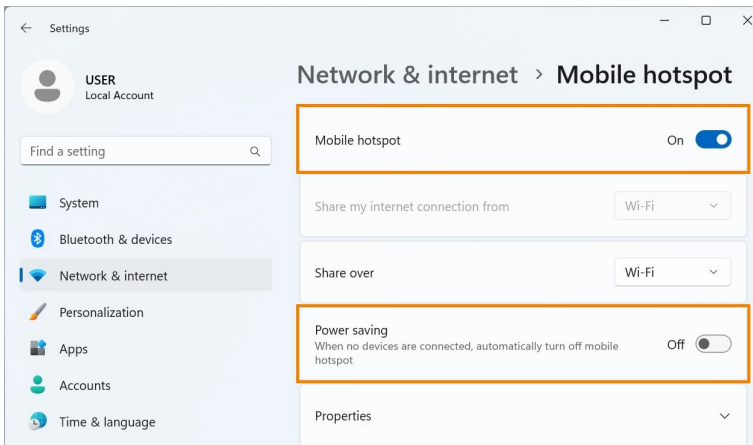 Settings
USER
Local Account
Find a setting
System
Bluetooth & devices
Network & internet
Personalization
Apps
Accounts
Time & language
Network & internet > Mobile hotspot
Mobile hotspot On
Share my internet connection from Wi-Fi
Share over Wi-Fi
Power saving
When no devices are connected, automatically turn off mobile
hotspot
Off
Properties